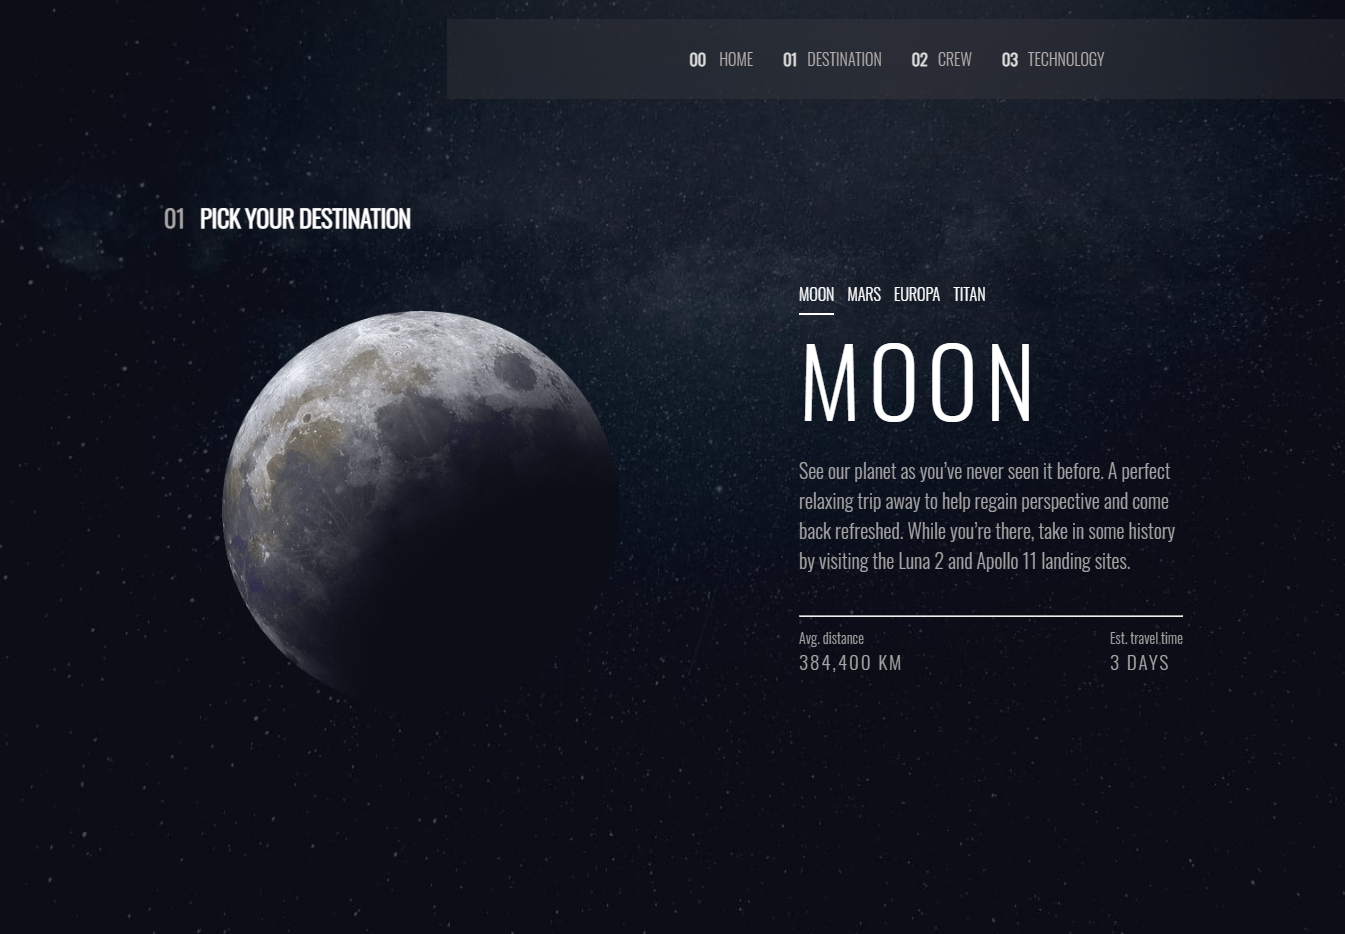 00 HOME 01 DESTINATION 02 CREW 03 TECHNOLOGY
01 PICK YOUR DESTINATION
MOON MARS EUROPA TITAN
MOON
See our planet as you’ve never seen it before. A perfect
relaxing trip away to help regain perspective and come
back refreshed. While you’re there, take in some history
by visiting the Luna 2 and Apollo 11 landing sites.
Avg. distance Est. travel time
384,400 KM 3 DAYS